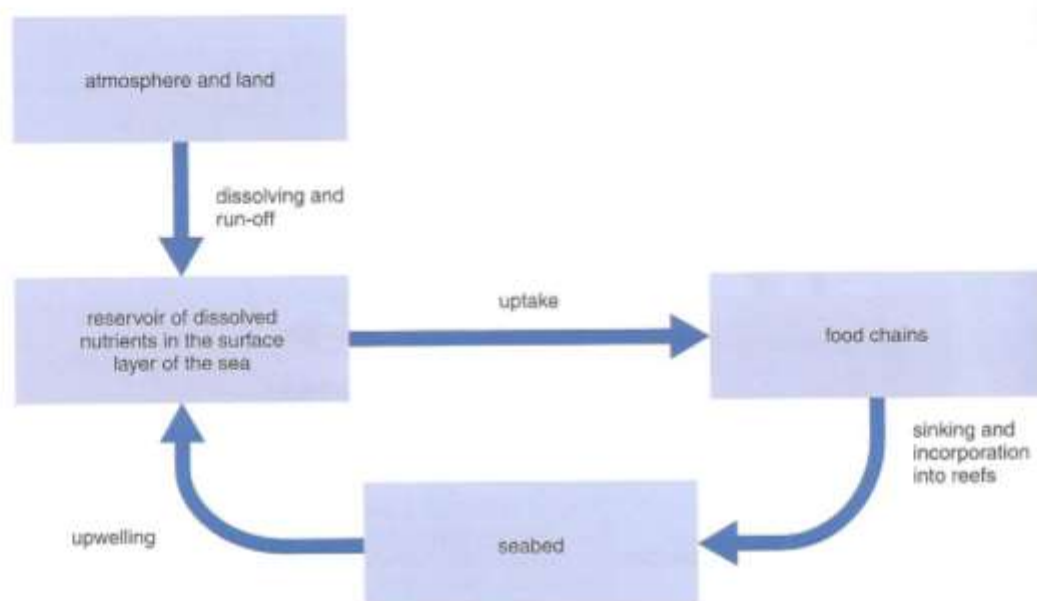 atmosphere and land
dissolving and
run-off
reservoir of dissolved
nutrients in the surface
layer of the sea
uptake
food chains
sinking and
incorporation
into reefs
upwelling
seabed